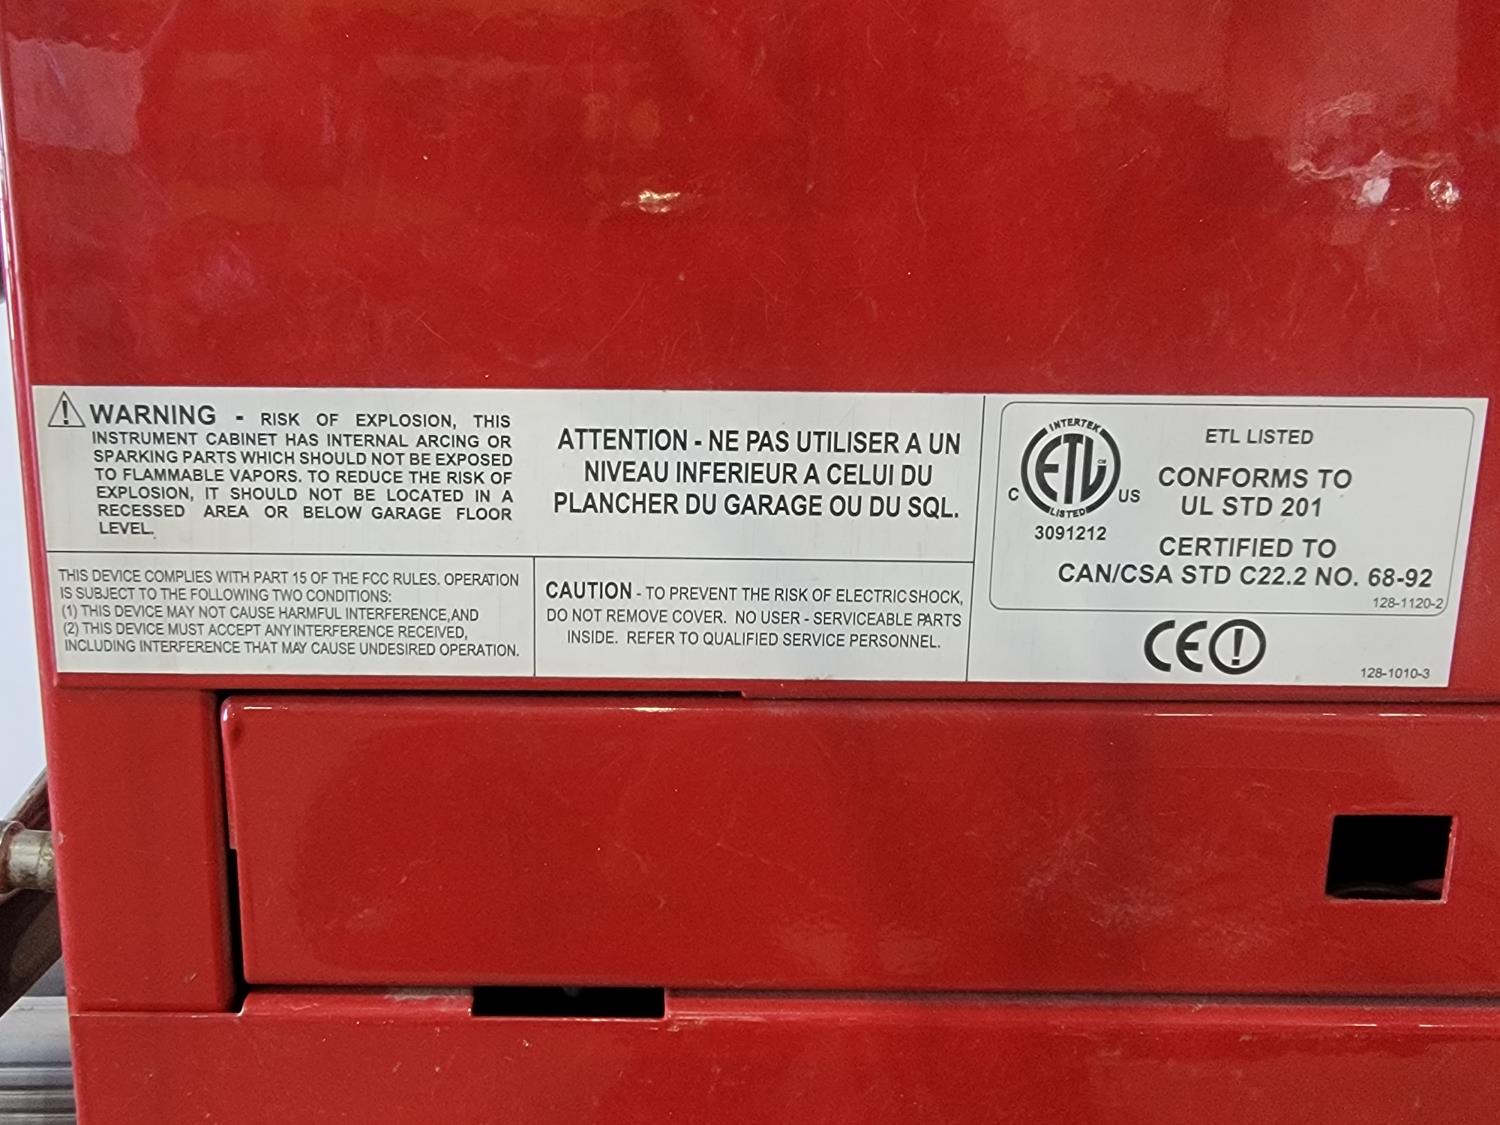 WARNING - RISK OF EXPLOSION, THIS
INSTRUMENT CABINET HAS INTERNAL ARCING OR
SPARKING PARTS WHICH SHOULD NOT BE EXPOSED
TO FLAMMABLE VAPORS. TO REDUCE THE RISK OF
EXPLOSION, IT SHOULD NOT BE LOCATED IN A
RECESSED AREA OR BELOW GARAGE FLOOR
LEVEL.
ATTENTION - NE PAS UTILISER A UN
NIVEAU INFERIEUR A CELUI DU
PLANCHER DU GARAGE OU DU SQL.
THIS DEVICE COMPLIES WITH PART 15 OF THE FCC RULES. OPERATION
IS SUBJECT TO THE FOLLOWING TWO CONDITIONS:
(1) THIS DEVICE MAY NOT CAUSE HARMFUL INTERFERENCE,AND
(2) THIS DEVICE MUST ACCEPT ANY INTERFERENCE RECEIVED,
INCLUDING INTERFERENCE THAT MAY CAUSE UNDESIRED OPERATION.
CAUTION - TO PREVENT THE RISK OF ELECTRIC SHOCK,
DO NOT REMOVE COVER. NO USER - SERVICEABLE PARTS
INSIDE. REFER TO QUALIFIED SERVICE PERSONNEL.
INTERTEK
ETL CM
C US
LISTED
3091212
ETL LISTED
CONFORMS TO
UL STD 201
CERTIFIED TO
CAN/CSA STD C22.2 NO. 68-92
128-1120-2
CE
128-1010-3